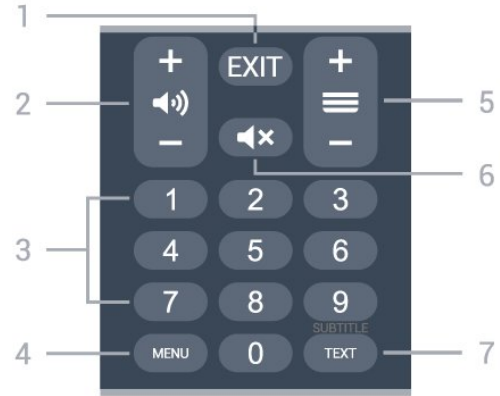 1
+ EXIT +
2 5
- -
6
1 2 3
3
4 5 6
7 8 9
SUBTITLE
4 MENU 0 TEXT 7